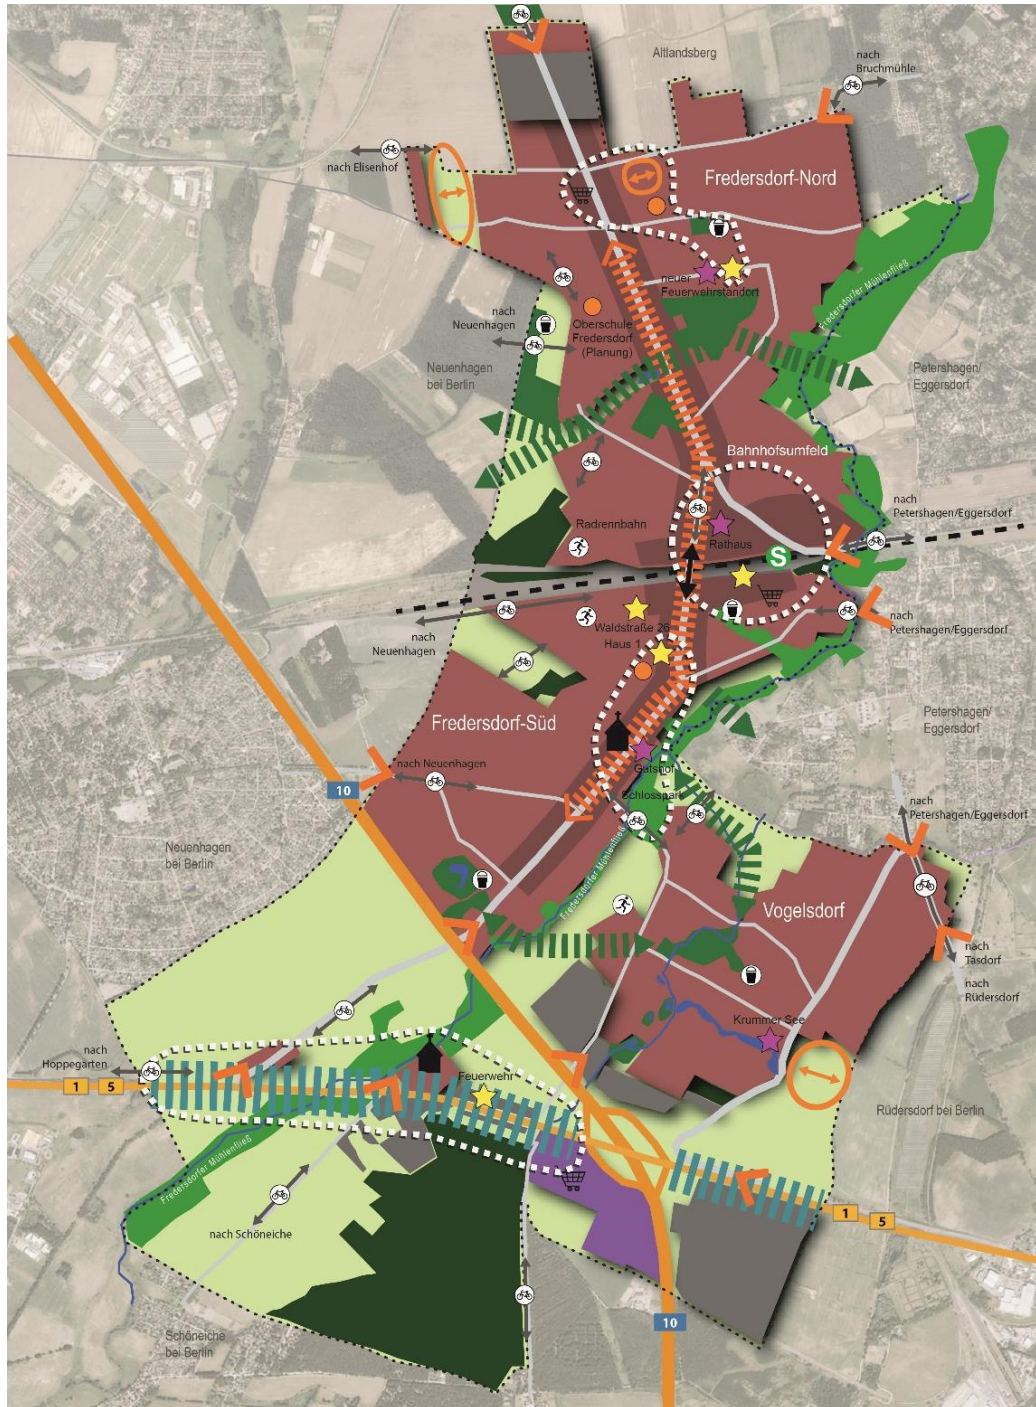 Altlandsberg
nach
Bruchmühle
nach Elisenhof
Fredersdorf-Nord
Fredersdorfer Mühlenfließ
neuer
Feuerwehrstandort
nach
Neuenhagen
Oberschule
Fredersdorf
(Planung)
Neuenhagen
bei Berlin
Petershagen/
Eggersdorf
Bahnhofsumfeld
nach
Petershagen/Eggersdorf
Radrennbahn
Rathaus
S
nach
Neuenhagen
Waldstraße 26
Haus 1
nach
Petershagen/Eggersdorf
Fredersdorf-Süd
Petershagen/
Eggersdorf
Gutshof
Schlosspark
nach Neuenhagen
10
nach
Petershagen/Eggersdorf
Neuenhagen
bei Berlin
Fredersdorfer Mühlenfließ
Vogelsdorf
nach
Tasdorf
nach
Rüdersdorf
Krummer See
nach
Hoppegarten
1
5
Feuerwehr
Rüdersdorf bei Berlin
Fredersdorfer Mühlenfließ
nach Schöneiche
1
5
10
Schöneiche
bei Berlin